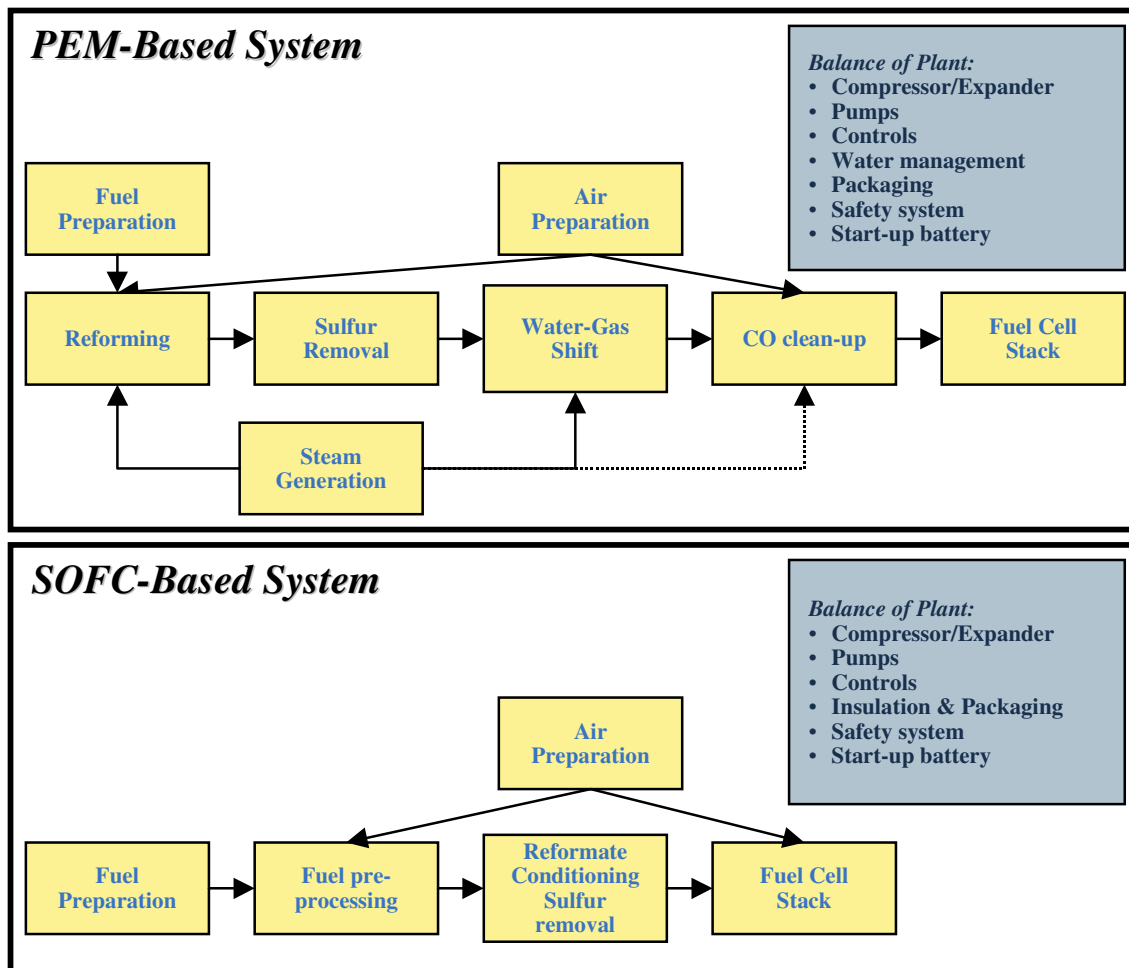 PEM-Based System
Balance of Plant:
• Compressor/Expander
• Pumps
• Controls
• Water management
• Packaging
• Safety system
• Start-up battery
Fuel
Preparation
Air
Preparation
Reforming
Sulfur
Removal
Water-Gas
Shift
CO clean-up
Fuel Cell
Stack
Steam
Generation
SOFC-Based System
Balance of Plant:
• Compressor/Expander
• Pumps
• Controls
• Insulation & Packaging
• Safety system
• Start-up battery
Air
Preparation
Fuel
Preparation
Fuel pre-
processing
Reformate
Conditioning
Sulfur
removal
Fuel Cell
Stack